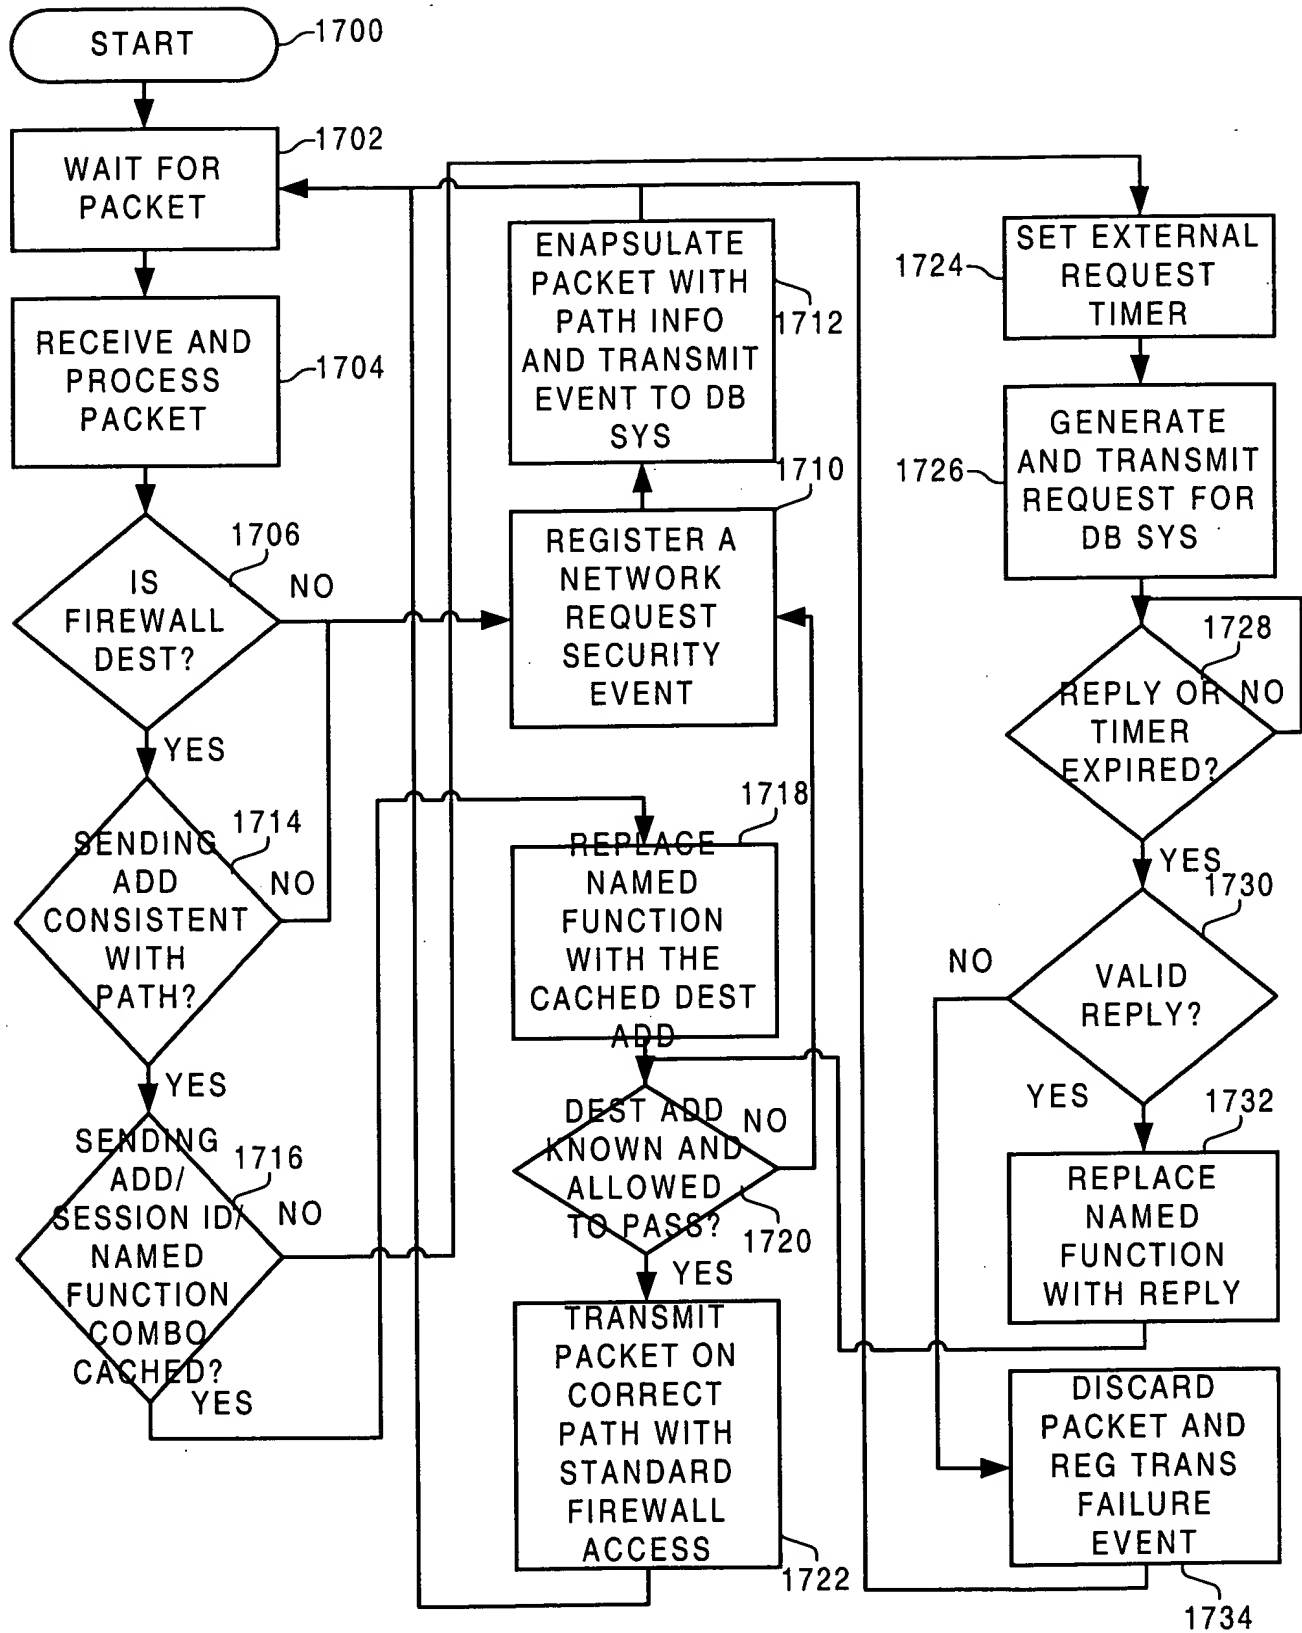 START
1700
WAIT FOR
PACKET
1702
RECEIVE AND
PROCESS
PACKET
1704
IS
FIREWALL
DEST?
1706
NO
YES
SENDING
ADD
CONSISTENT
WITH
PATH?
1714
NO
YES
SENDING
ADD/
SESSION ID/
NAMED
FUNCTION
COMBO
CACHED?
1716
NO
YES
ENAPSULATE
PACKET WITH
PATH INFO
AND TRANSMIT
EVENT TO DB
SYS
1712
1710
REGISTER A
NETWORK
REQUEST
SECURITY
EVENT
1718
REPLACE
NAMED
FUNCTION
WITH THE
CACHED DEST
ADD
DEST ADD
KNOWN AND
ALLOWED
TO PASS?
NO
1720
YES
TRANSMIT
PACKET ON
CORRECT
PATH WITH
STANDARD
FIREWALL
ACCESS
1722
SET EXTERNAL
REQUEST
TIMER
1724
GENERATE
AND TRANSMIT
REQUEST FOR
DB SYS
1726
1728
REPLY OR
TIMER
EXPIRED?
NO
YES
1730
VALID
REPLY?
NO
YES
1732
REPLACE
NAMED
FUNCTION
WITH REPLY
DISCARD
PACKET AND
REG TRANS
FAILURE
EVENT
1734